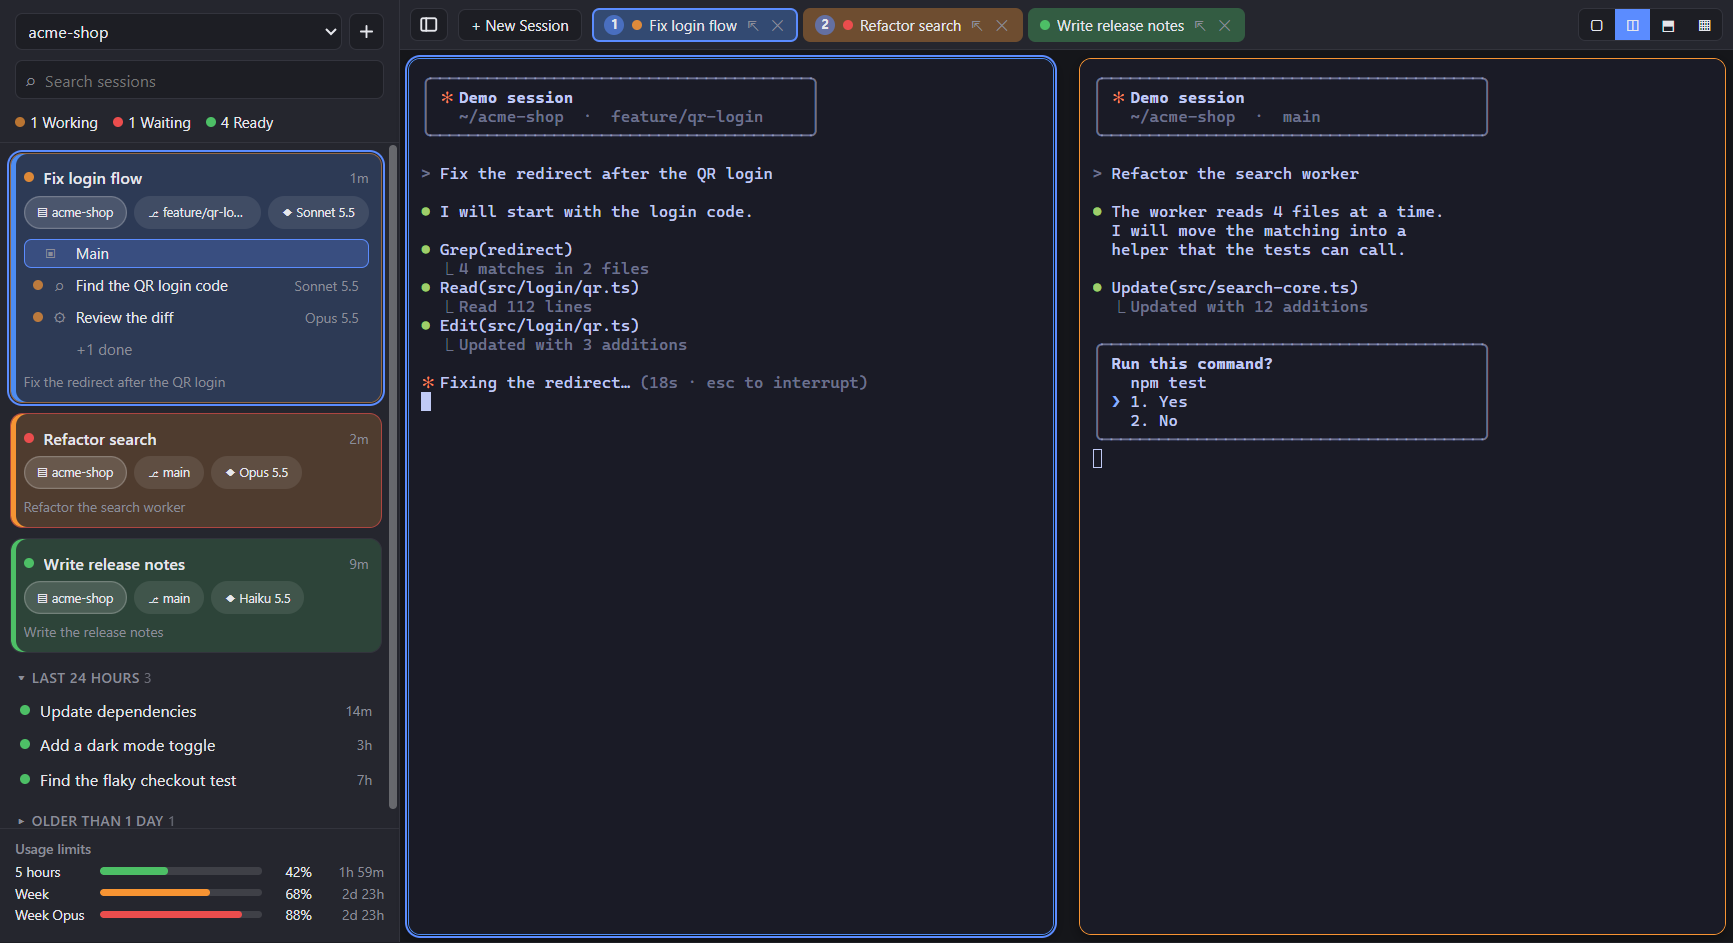 acme-shop
+
Search sessions
1 Working 1 Waiting 4 Ready
Fix login flow 1m
acme-shop feature/qr-lo... Sonnet 5.5
Main
Find the QR login code Sonnet 5.5
Review the diff Opus 5.5
+1 done
Fix the redirect after the QR login
Refactor search 2m
acme-shop main Opus 5.5
Refactor the search worker
Write release notes 9m
acme-shop main Haiku 5.5
Write the release notes
LAST 24 HOURS 3
Update dependencies 14m
Add a dark mode toggle 3h
Find the flaky checkout test 7h
OLDER THAN 1 DAY 1
Usage limits
5 hours 42% 1h 59m
Week 68% 2d 23h
Week Opus 88% 2d 23h
+ New Session 1 Fix login flow 2 Refactor search Write release notes
Demo session
~/acme-shop · feature/qr-login
> Fix the redirect after the QR login
I will start with the login code.
Grep(redirect)
4 matches in 2 files
Read(src/login/qr.ts)
Read 112 lines
Edit(src/login/qr.ts)
Updated with 3 additions
Fixing the redirect… (18s · esc to interrupt)
Demo session
~/acme-shop · main
> Refactor the search worker
The worker reads 4 files at a time.
I will move the matching into a
helper that the tests can call.
Update(src/search-core.ts)
Updated with 12 additions
Run this command?
npm test
❯ 1. Yes
2. No